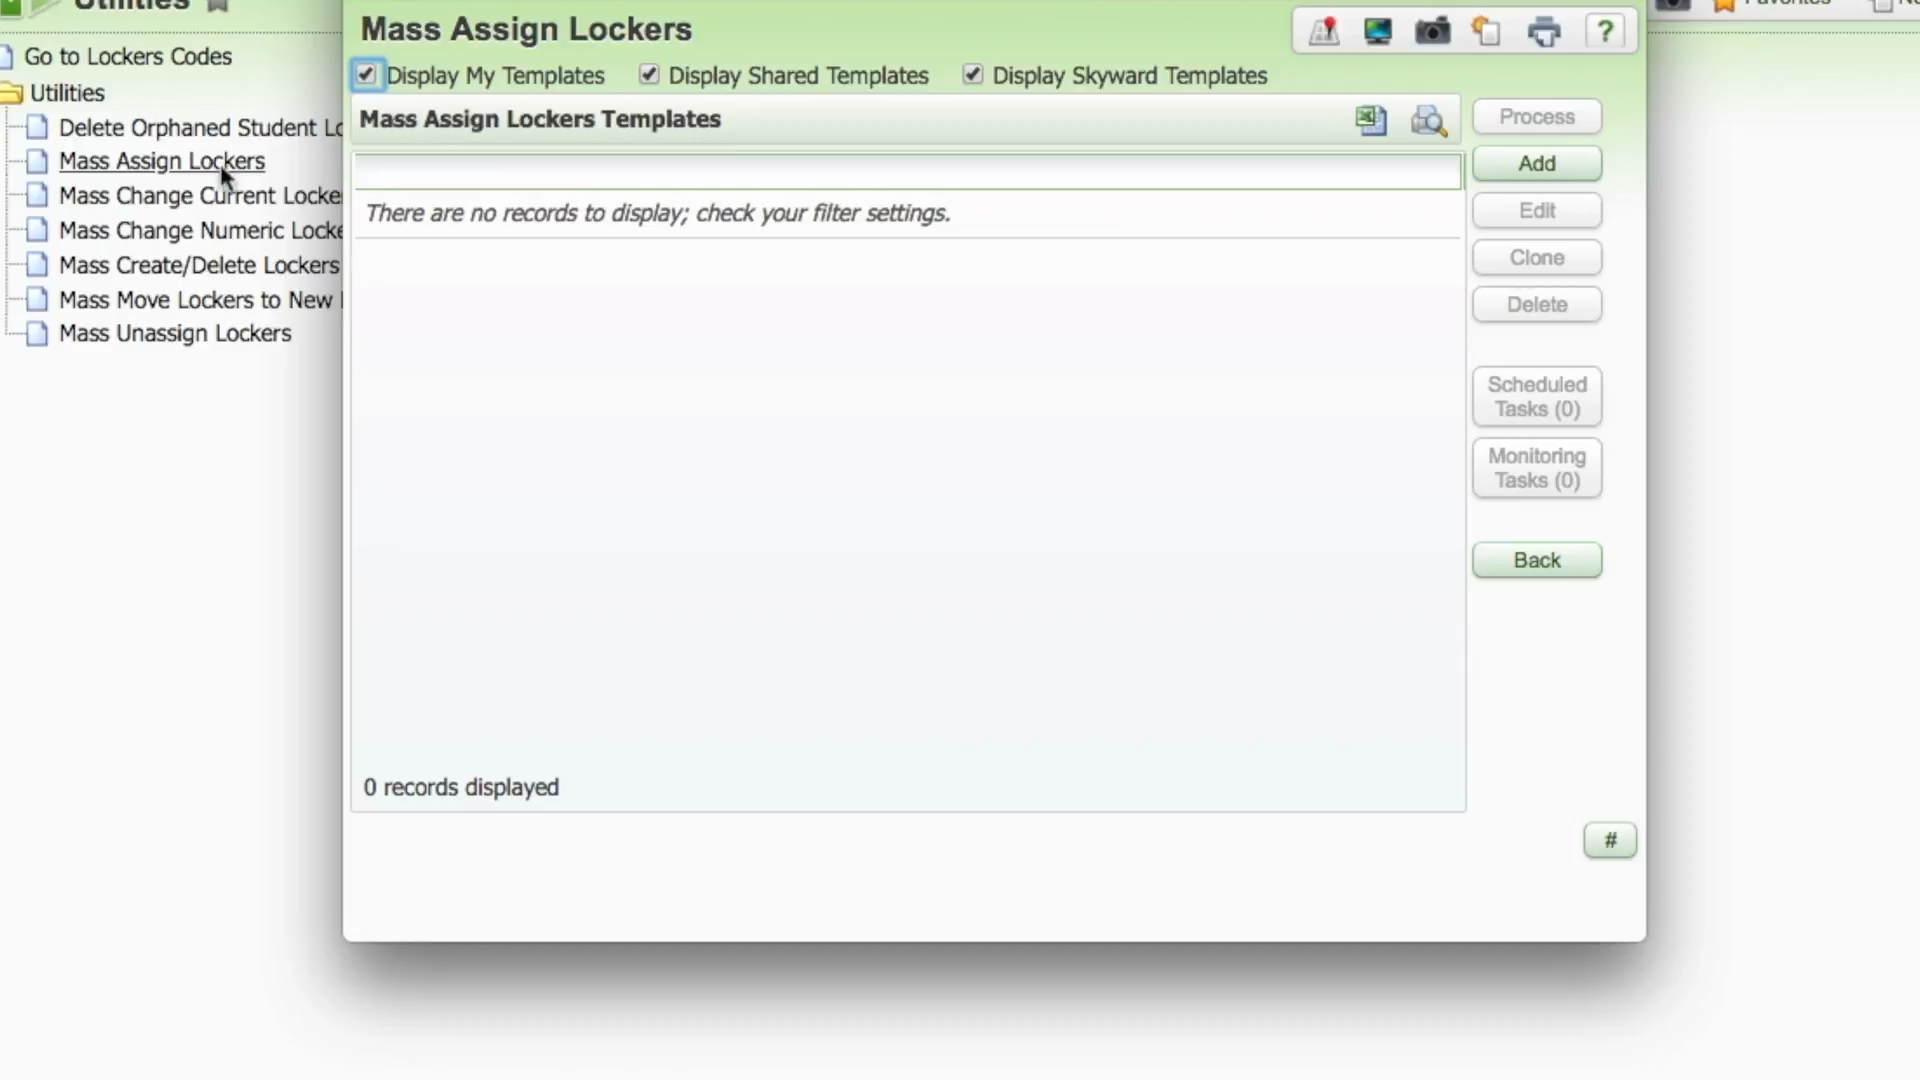 Utilities
Favorites
Go to Lockers Codes
Utilities
Delete Orphaned Student
Mass Assign Lockers
Mass Change Current
Mass Change Numeric
Mass Create/Delete Lockers
Mass Move Lockers to New
Mass Unassign Lockers
Mass Assign Lockers
?
Display My Templates
Display Shared Templates
Display Skyward Templates
Mass Assign Lockers Templates
There are no records to display; check your filter settings.
0 records displayed
Process
Add
Edit
Clone
Delete
Scheduled
Tasks (0)
Monitoring
Tasks (0)
Back
#